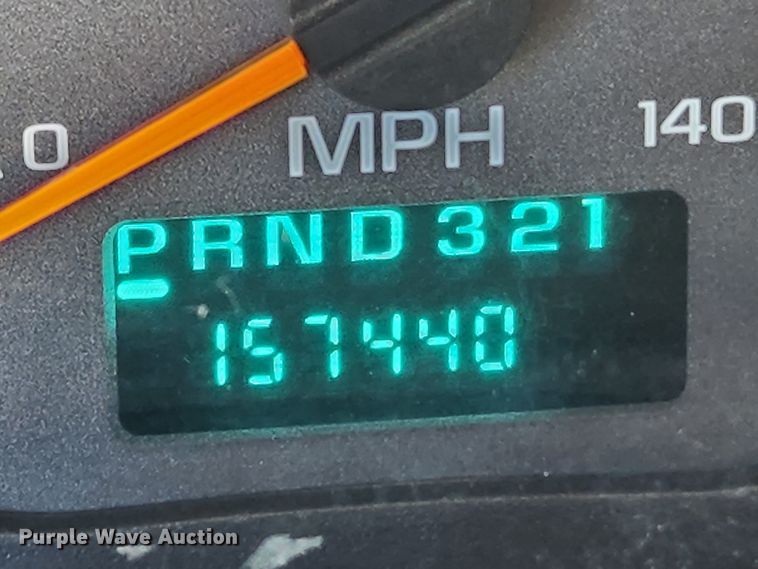 0 MPH 140
PRND321
157440
Purple Wave Auction